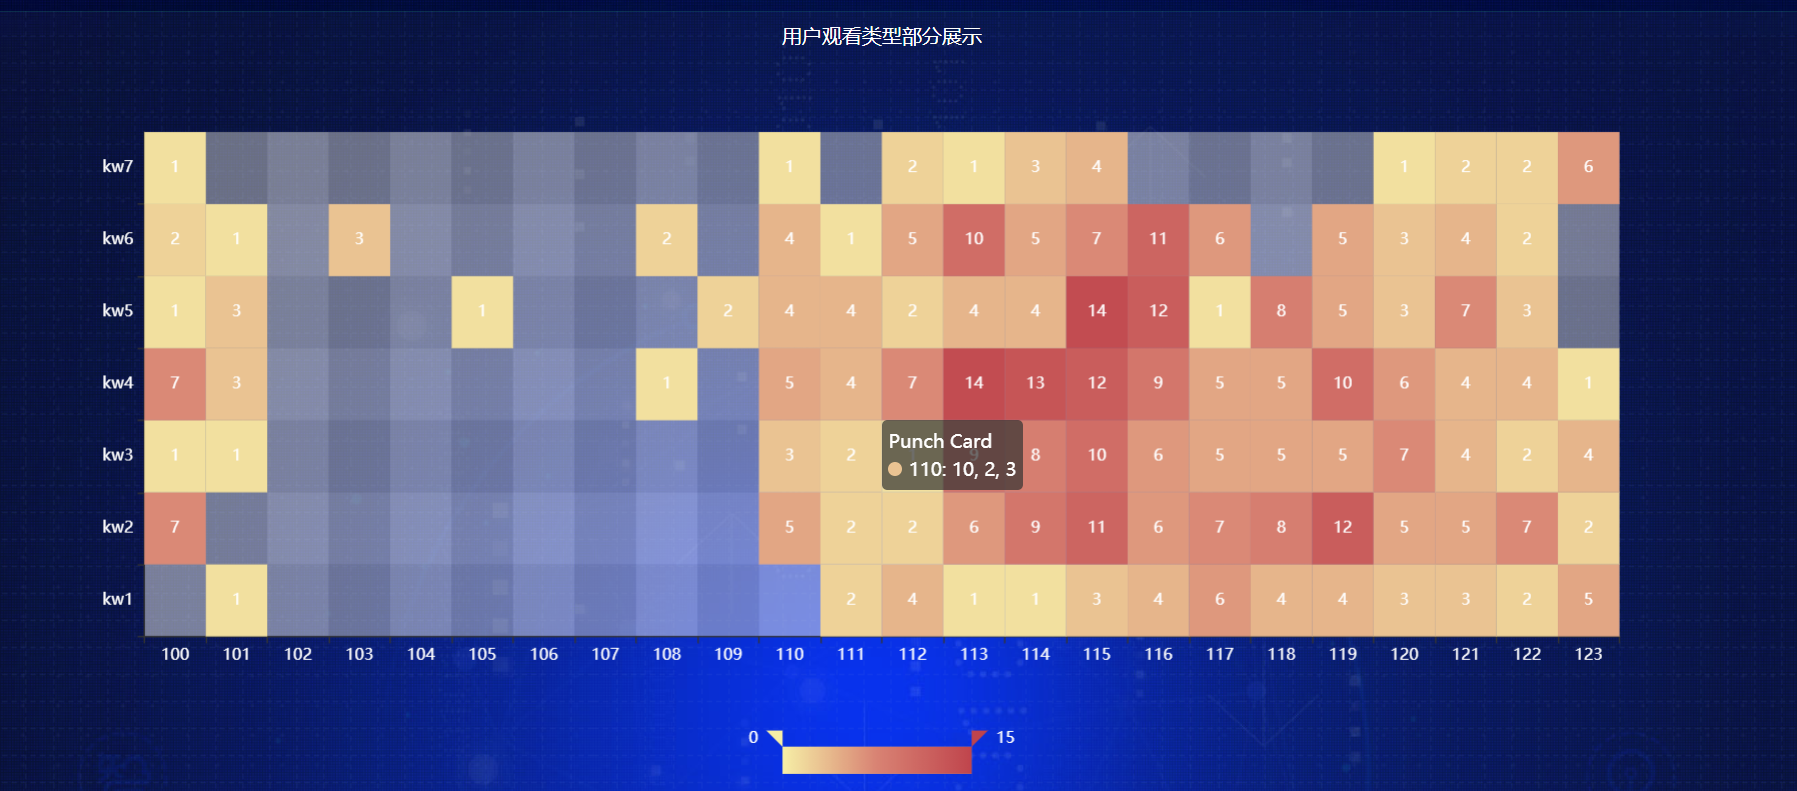 用户观看类型部分展示
kw7 1 1 2 1 3 4 1 2 2 6
kw6 2 1 3 2 4 1 5 10 5 7 11 6 5 3 4 2
kw5 1 3 1 2 4 4 2 4 4 14 12 1 8 5 3 7 3
kw4 7 3 1 5 4 7 14 13 12 9 5 5 10 6 4 4 1
kw3 1 1 3 2 1 9 8 10 6 5 5 5 7 4 2 4
Punch Card
110: 10, 2, 3
kw2 7 5 2 2 6 9 11 6 7 8 12 5 5 7 2
kw1 1 2 4 1 1 3 4 6 4 4 3 3 2 5
100 101 102 103 104 105 106 107 108 109 110 111 112 113 114 115 116 117 118 119 120 121 122 123
0 15